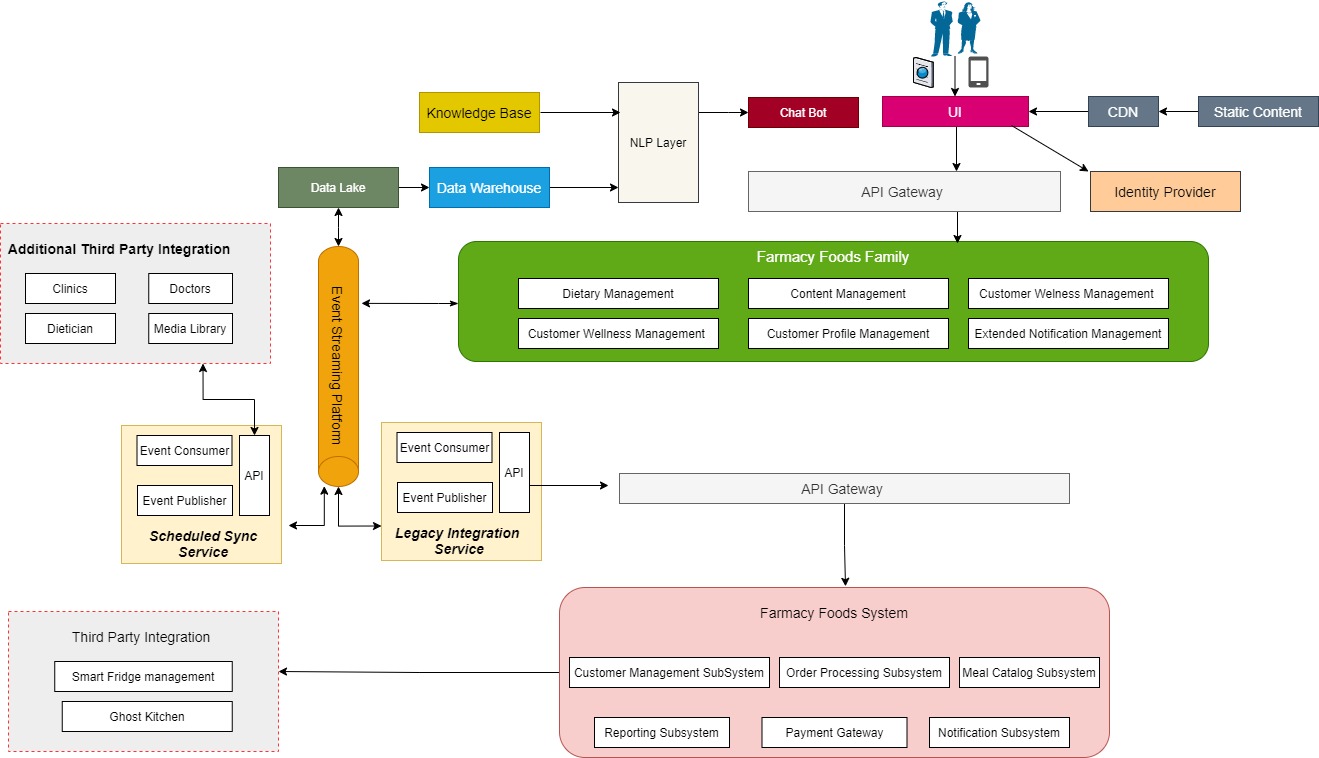 UI
CDN
Static Content
Knowledge Base
NLP Layer
Chat Bot
Data Lake
Data Warehouse
API Gateway
Identity Provider
Additional Third Party Integration
Clinics
Doctors
Dietician
Media Library
Event Streaming Platform
Farmacy Foods Family
Dietary Management
Content Management
Customer Welness Management
Customer Wellness Management
Customer Profile Management
Extended Notification Management
Event Consumer
API
Event Publisher
Scheduled Sync
Service
Event Consumer
API
Event Publisher
Legacy Integration
Service
API Gateway
Third Party Integration
Smart Fridge management
Ghost Kitchen
Farmacy Foods System
Customer Management SubSystem
Order Processing Subsystem
Meal Catalog Subsystem
Reporting Subsystem
Payment Gateway
Notification Subsystem